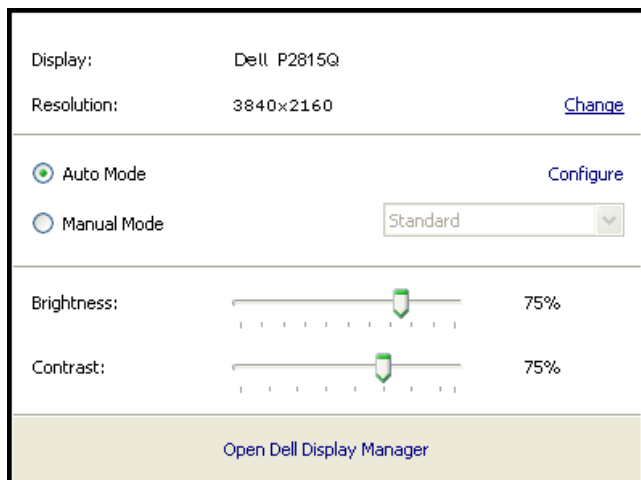 Display: Dell P2815Q
Resolution: 3840x2160 Change
Auto Mode Configure
Manual Mode Standard
Brightness: 75%
Contrast: 75%
Open Dell Display Manager